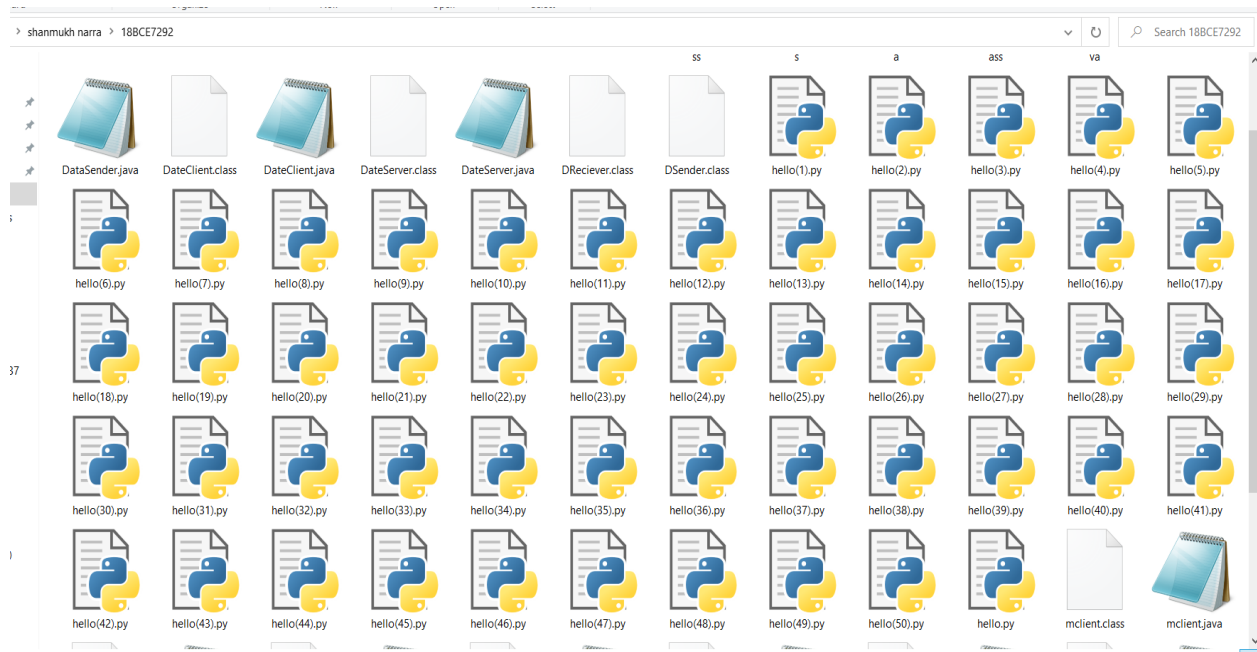 shanmukh narra > 18BCE7292 Search 18BCE7292
ss s a ass va
DataSender.java DateClient.class DateClient.java DateServer.class DateServer.java DReciever.class DSender.class hello(1).py hello(2).py hello(3).py hello(4).py hello(5).py
hello(6).py hello(7).py hello(8).py hello(9).py hello(10).py hello(11).py hello(12).py hello(13).py hello(14).py hello(15).py hello(16).py hello(17).py
37
hello(18).py hello(19).py hello(20).py hello(21).py hello(22).py hello(23).py hello(24).py hello(25).py hello(26).py hello(27).py hello(28).py hello(29).py
hello(30).py hello(31).py hello(32).py hello(33).py hello(34).py hello(35).py hello(36).py hello(37).py hello(38).py hello(39).py hello(40).py hello(41).py
hello(42).py hello(43).py hello(44).py hello(45).py hello(46).py hello(47).py hello(48).py hello(49).py hello(50).py hello.py mclient.class mclient.java